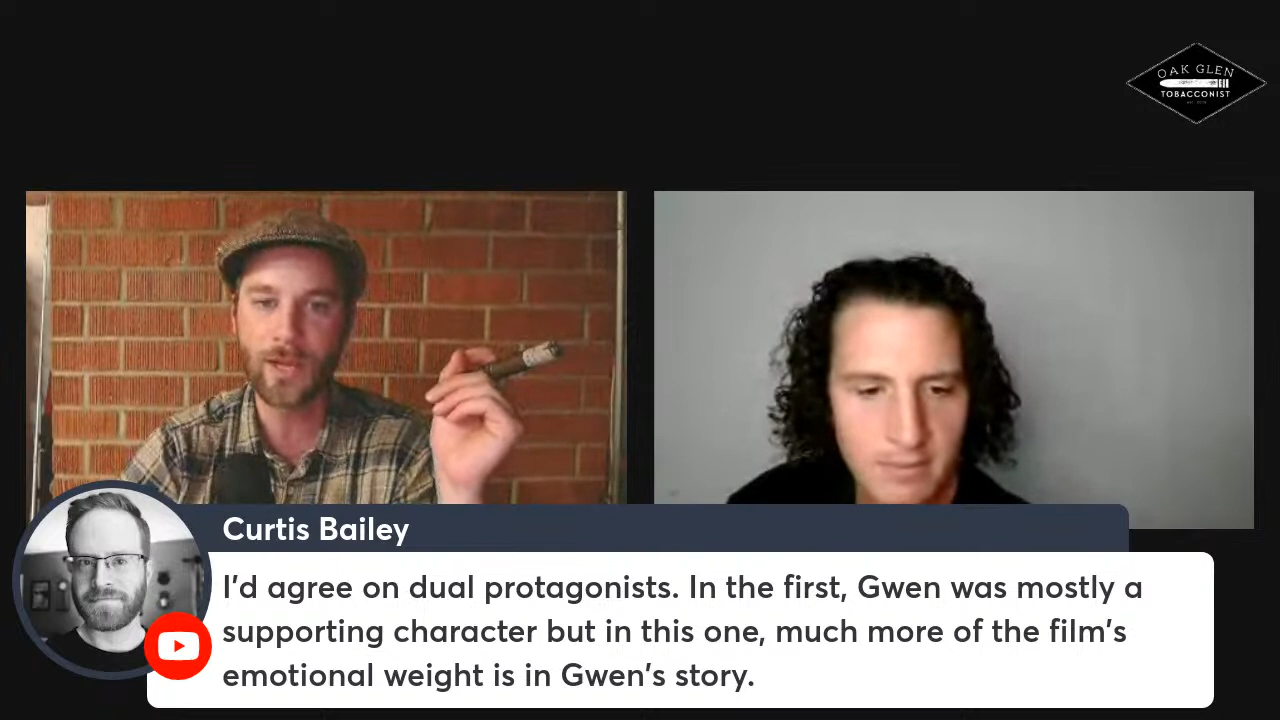 OAK GLEN
TOBACCONIST
Curtis Bailey
I'd agree on dual protagonists. In the first, Gwen was mostly a
supporting character but in this one, much more of the film's
emotional weight is in Gwen's story.